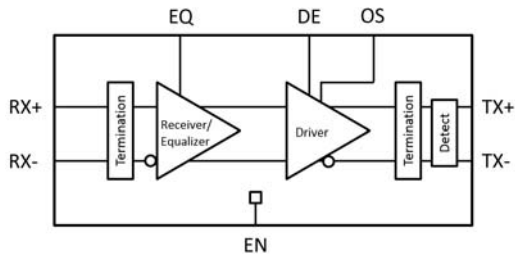 EQ
DE
OS
RX+
RX-
Termination
Receiver/
Equalizer
Driver
Termination
Detect
TX+
TX-
EN